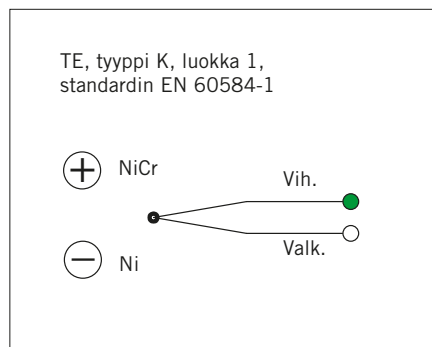 TE, tyyppi K, luokka 1,
standardin EN 60584-1
NiCr
Vih.
Valk.
Ni